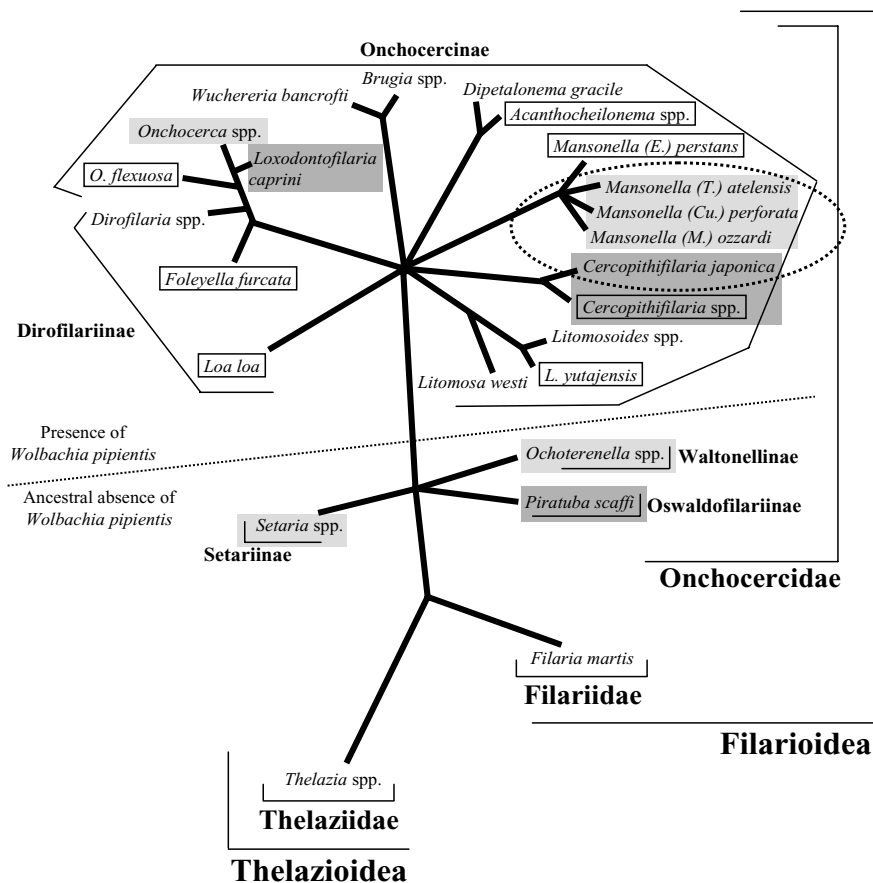 Onchocercinae
Brugia spp.
Wuchereria bancrofti
Dipetalonema gracile
Acanthocheilonema spp.
Onchocerca spp.
Loxodontofilaria
caprini
Mansonella (E.) perstans
O. flexuosa
Mansonella (T.) atelensis
Mansonella (Cu.) perforata
Dirofilaria spp.
Mansonella (M.) ozzardi
Foleyella furcata
Cercopithifilaria japonica
Cercopithifilaria spp.
Dirofilariinae
Litomosoides spp.
Loa loa
Litomosa westi
L. yutajensis
Presence of
Wolbachia pipientis
Ochoterenella spp.
Waltonellinae
Ancestral absence of
Wolbachia pipientis
Piratuba scaffi
Oswaldofilariinae
Setaria spp.
Setariinae
Onchocercidae
Filaria martis
Filariidae
Filarioidea
Thelazia spp.
Thelaziidae
Thelazioidea